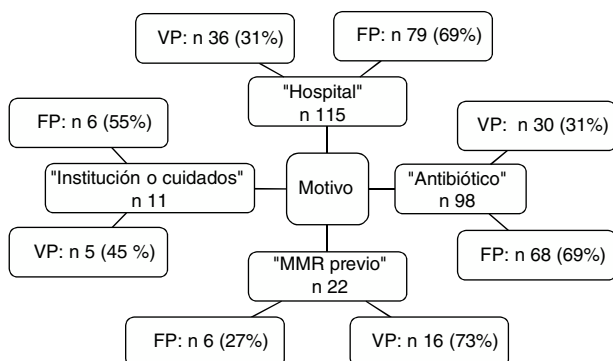 VP: n 36 (31%)
FP: n 79 (69%)
"Hospital"
n 115
FP: n 6 (55%)
VP:  n 30 (31%)
"Institución o cuidados"
n 11
Motivo
"Antibiótico"
n 98
VP: n 5 (45 %)
FP: n 68 (69%)
"MMR previo"
n 22
FP: n 6 (27%)
VP: n 16 (73%)